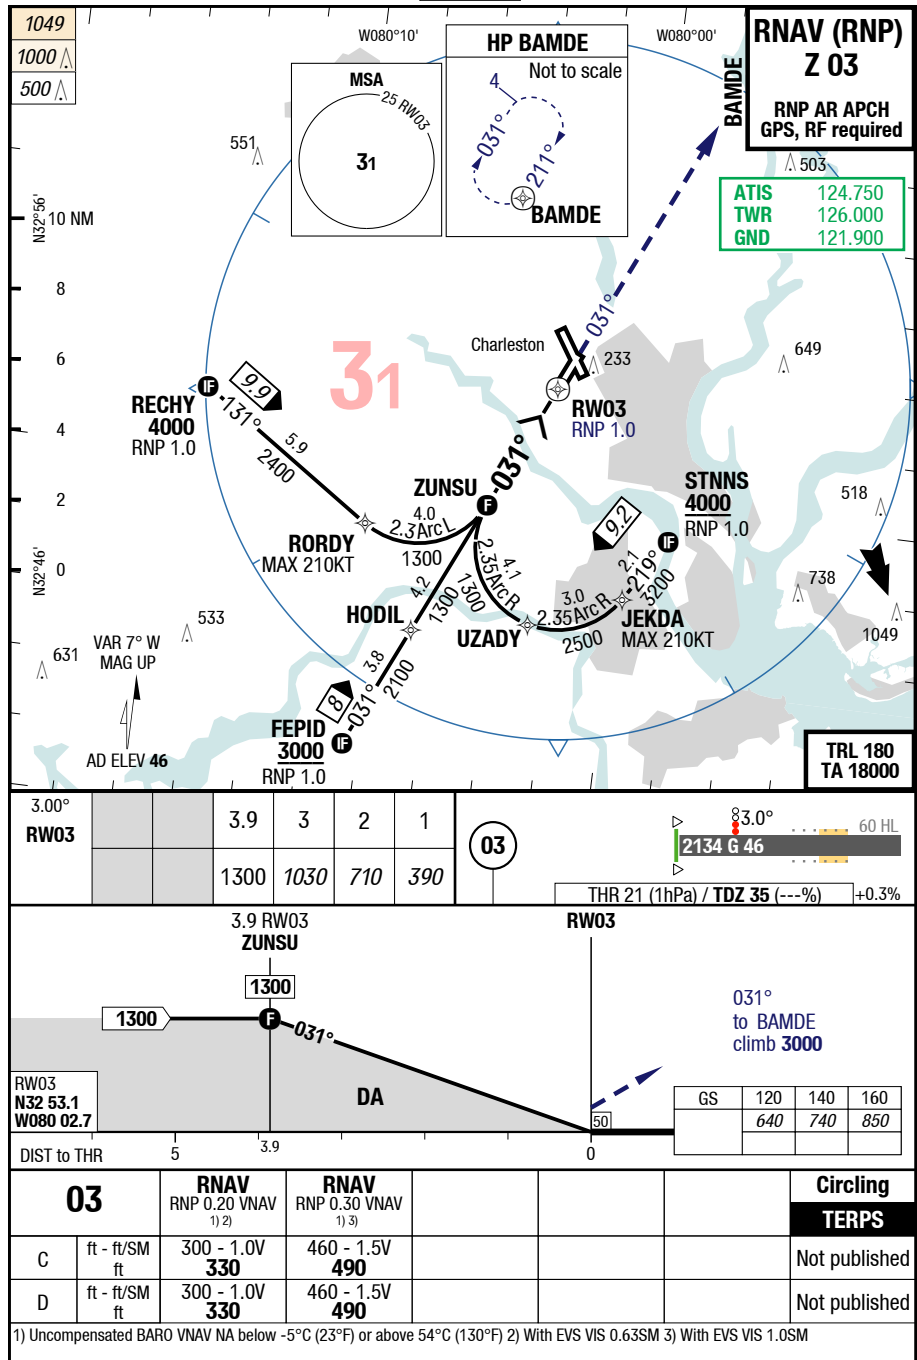 1049
1000
500
W080°10'
W080°00'
RNAV (RNP)
Z 03
RNP AR APCH
GPS, RF required
ATIS 124.750
TWR 126.000
GND 121.900
MSA
25 RW03
31
HP BAMDE
Not to scale
4
031°
211°
BAMDE
BAMDE
551
503
N32°56'
10 NM
8
6
4
2
0
N32°46'
31
Charleston
031°
233
649
RW03
RNP 1.0
IF
RECHY
4000
RNP 1.0
9.9
131°
5.9
2400
RORDY
MAX 210KT
ZUNSU
F
031°
4.0
2.3Arc L
1300
4.1
2.35Arc R
1300
STNNS
4000
RNP 1.0
IF
9.2
2.1
219°
3200
518
738
1049
3.0
2.35Arc R
2500
JEKDA
MAX 210KT
UZADY
HODIL
4.2
1300
3.8
2100
8
031°
FEPID
3000
RNP 1.0
IF
533
631
VAR 7° W
MAG UP
AD ELEV 46
TRL 180
TA 18000
3.00°
RW03
3.9 3 2 1
1300 1030 710 390
03
3.0°
60 HL
2134 G 46
THR 21 (1hPa) / TDZ 35 (---%)
+0.3%
3.9 RW03
ZUNSU
RW03
1300
1300
F
031°
DA
031°
to BAMDE
climb 3000
RW03
N32 53.1
W080 02.7
50
GS 120 140 160
640 740 850
DIST to THR 5 3.9 0
03
RNAV
RNP 0.20 VNAV
1) 2)
RNAV
RNP 0.30 VNAV
1) 3)
Circling
TERPS
C
ft - ft/SM
ft
300 - 1.0V
330
460 - 1.5V
490
Not published
D
ft - ft/SM
ft
300 - 1.0V
330
460 - 1.5V
490
Not published
1) Uncompensated BARO VNAV NA below -5°C (23°F) or above 54°C (130°F) 2) With EVS VIS 0.63SM 3) With EVS VIS 1.0SM